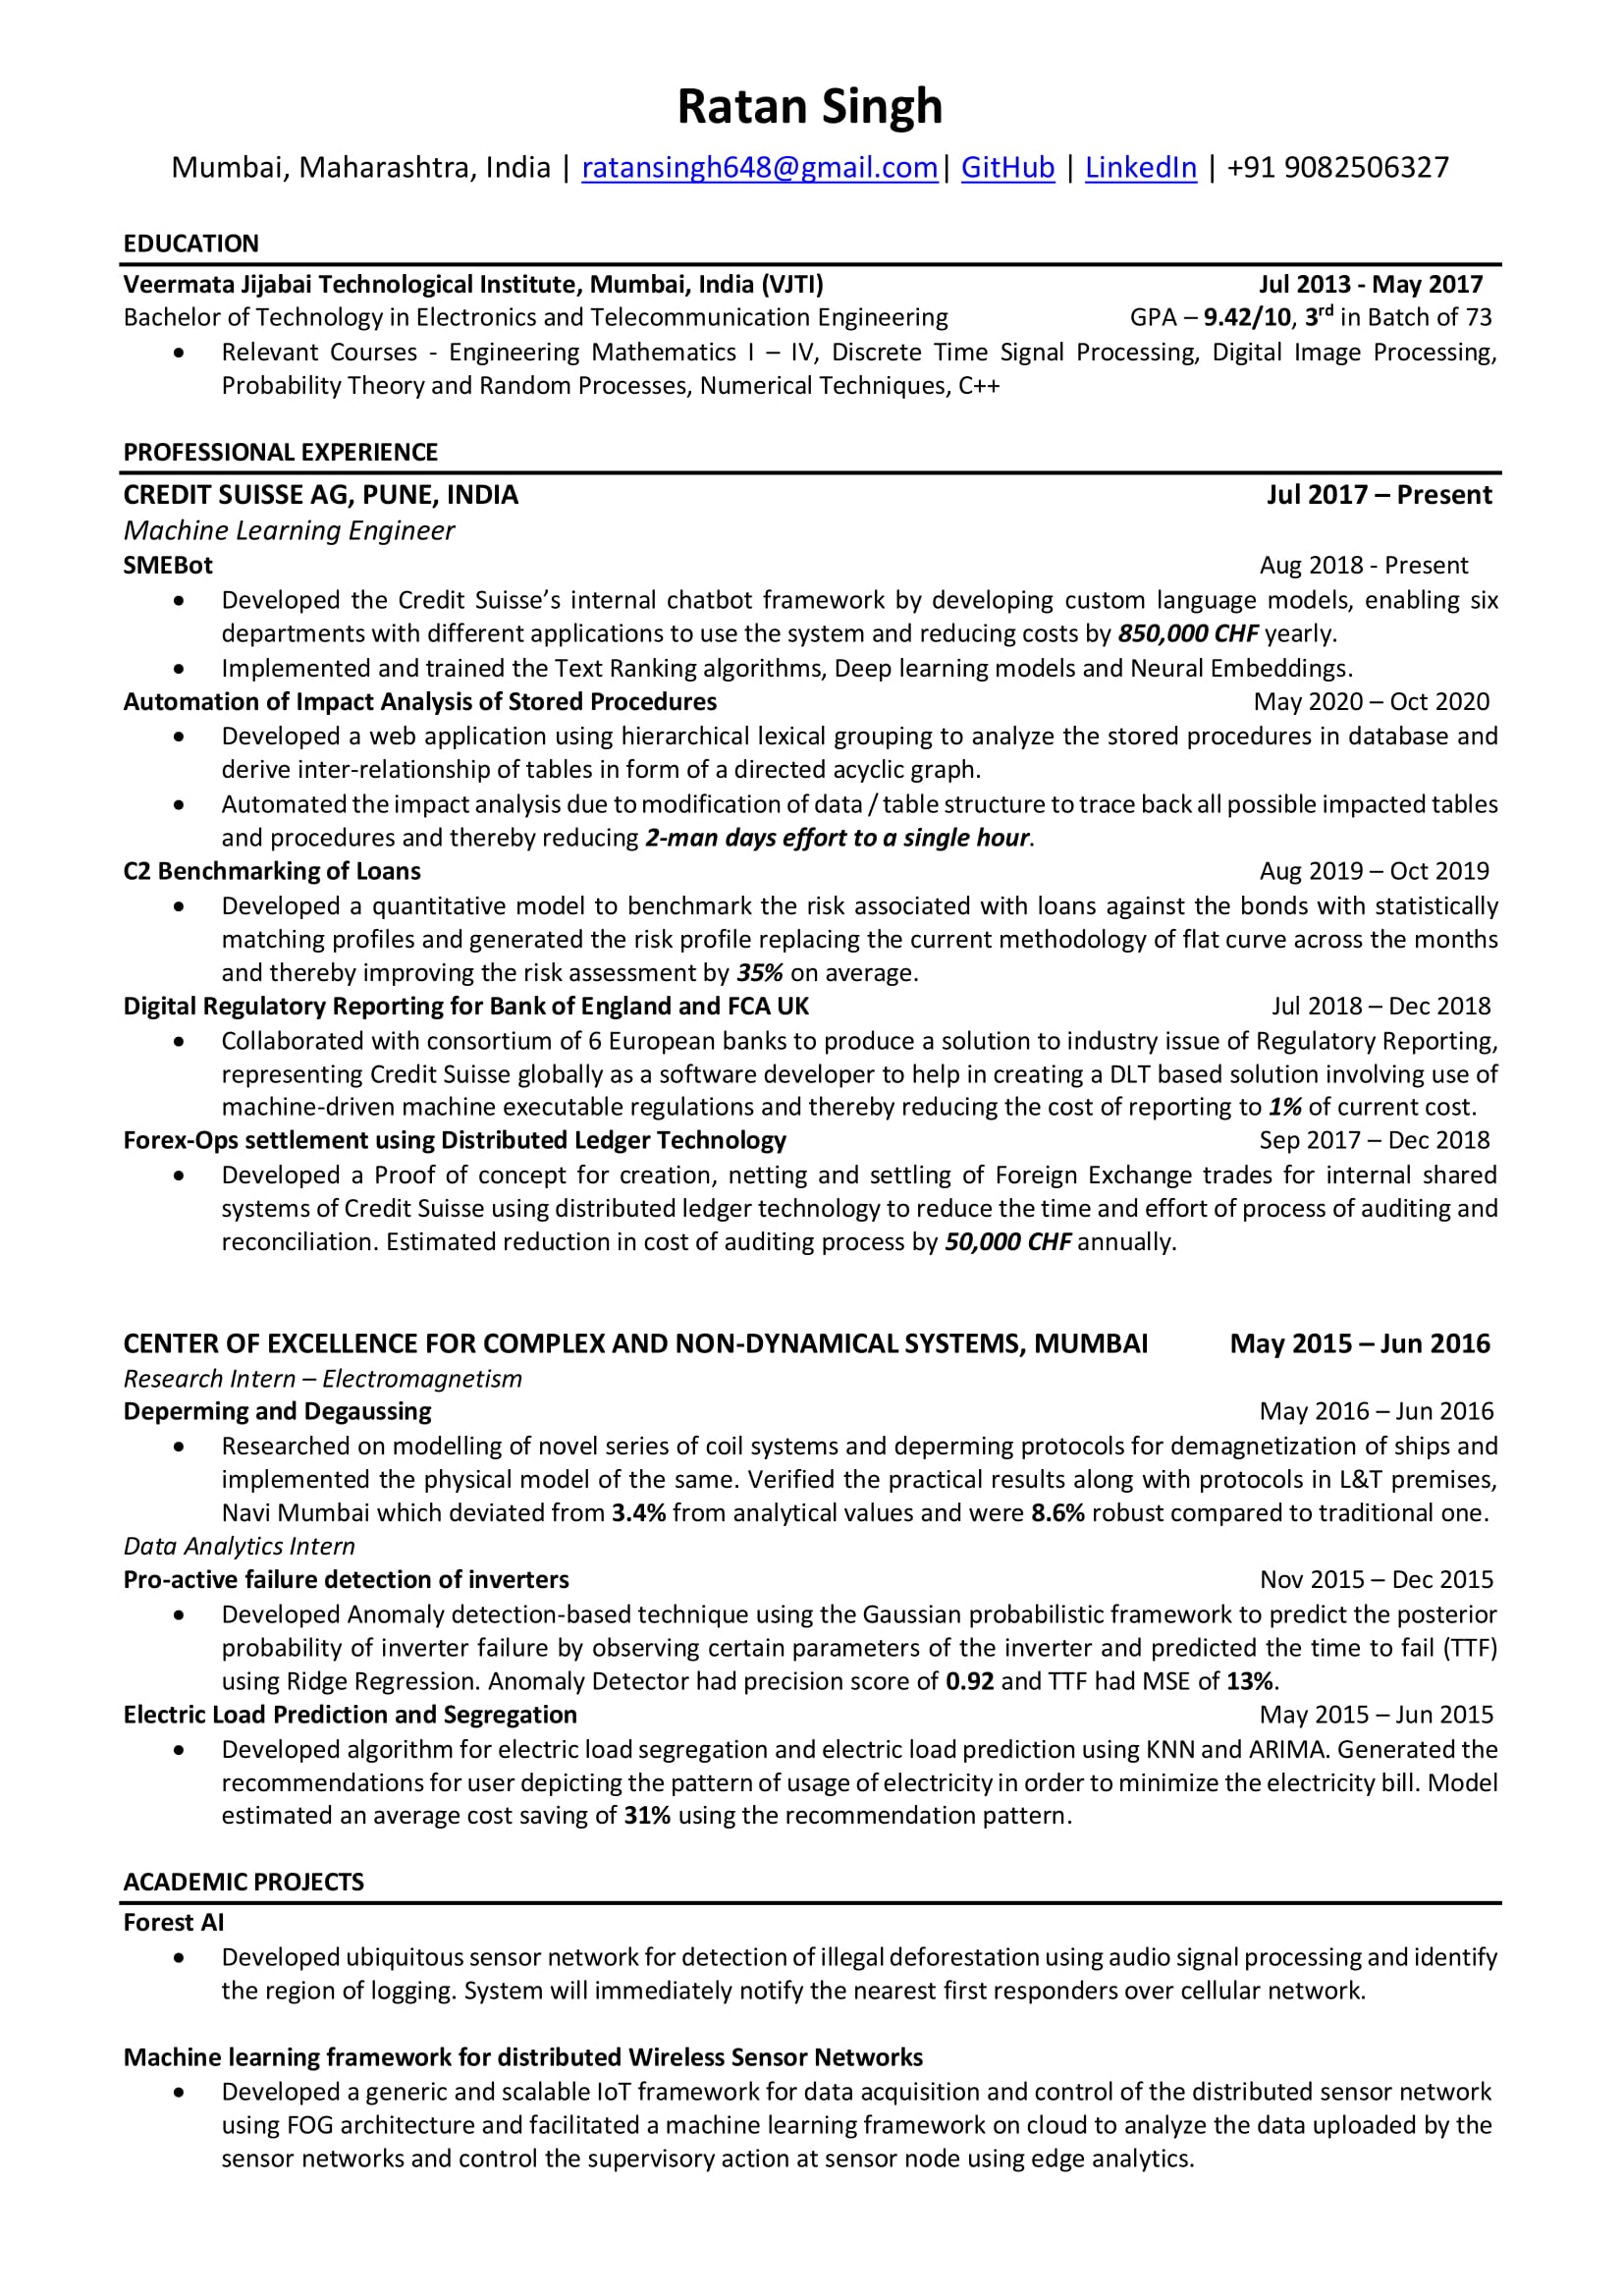 Ratan Singh
Mumbai, Maharashtra, India | ratansingh648@gmail.com| GitHub | LinkedIn | +91 9082506327
EDUCATION
Veermata Jijabai Technological Institute, Mumbai, India (VJTI) Jul 2013 - May 2017
Bachelor of Technology in Electronics and Telecommunication Engineering GPA – 9.42/10, 3rd in Batch of 73
• Relevant Courses - Engineering Mathematics I – IV, Discrete Time Signal Processing, Digital Image Processing,
Probability Theory and Random Processes, Numerical Techniques, C++
PROFESSIONAL EXPERIENCE
CREDIT SUISSE AG, PUNE, INDIA Jul 2017 – Present
Machine Learning Engineer
SMEBot Aug 2018 - Present
• Developed the Credit Suisse’s internal chatbot framework by developing custom language models, enabling six
departments with different applications to use the system and reducing costs by 850,000 CHF yearly.
• Implemented and trained the Text Ranking algorithms, Deep learning models and Neural Embeddings.
Automation of Impact Analysis of Stored Procedures May 2020 – Oct 2020
• Developed a web application using hierarchical lexical grouping to analyze the stored procedures in database and
derive inter-relationship of tables in form of a directed acyclic graph.
• Automated the impact analysis due to modification of data / table structure to trace back all possible impacted tables
and procedures and thereby reducing 2-man days effort to a single hour.
C2 Benchmarking of Loans Aug 2019 – Oct 2019
• Developed a quantitative model to benchmark the risk associated with loans against the bonds with statistically
matching profiles and generated the risk profile replacing the current methodology of flat curve across the months
and thereby improving the risk assessment by 35% on average.
Digital Regulatory Reporting for Bank of England and FCA UK Jul 2018 – Dec 2018
• Collaborated with consortium of 6 European banks to produce a solution to industry issue of Regulatory Reporting,
representing Credit Suisse globally as a software developer to help in creating a DLT based solution involving use of
machine-driven machine executable regulations and thereby reducing the cost of reporting to 1% of current cost.
Forex-Ops settlement using Distributed Ledger Technology Sep 2017 – Dec 2018
• Developed a Proof of concept for creation, netting and settling of Foreign Exchange trades for internal shared
systems of Credit Suisse using distributed ledger technology to reduce the time and effort of process of auditing and
reconciliation. Estimated reduction in cost of auditing process by 50,000 CHF annually.
CENTER OF EXCELLENCE FOR COMPLEX AND NON-DYNAMICAL SYSTEMS, MUMBAI May 2015 – Jun 2016
Research Intern – Electromagnetism
Deperming and Degaussing May 2016 – Jun 2016
• Researched on modelling of novel series of coil systems and deperming protocols for demagnetization of ships and
implemented the physical model of the same. Verified the practical results along with protocols in L&T premises,
Navi Mumbai which deviated from 3.4% from analytical values and were 8.6% robust compared to traditional one.
Data Analytics Intern
Pro-active failure detection of inverters Nov 2015 – Dec 2015
• Developed Anomaly detection-based technique using the Gaussian probabilistic framework to predict the posterior
probability of inverter failure by observing certain parameters of the inverter and predicted the time to fail (TTF)
using Ridge Regression. Anomaly Detector had precision score of 0.92 and TTF had MSE of 13%.
Electric Load Prediction and Segregation May 2015 – Jun 2015
• Developed algorithm for electric load segregation and electric load prediction using KNN and ARIMA. Generated the
recommendations for user depicting the pattern of usage of electricity in order to minimize the electricity bill. Model
estimated an average cost saving of 31% using the recommendation pattern.
ACADEMIC PROJECTS
Forest AI
• Developed ubiquitous sensor network for detection of illegal deforestation using audio signal processing and identify
the region of logging. System will immediately notify the nearest first responders over cellular network.
Machine learning framework for distributed Wireless Sensor Networks
• Developed a generic and scalable IoT framework for data acquisition and control of the distributed sensor network
using FOG architecture and facilitated a machine learning framework on cloud to analyze the data uploaded by the
sensor networks and control the supervisory action at sensor node using edge analytics.